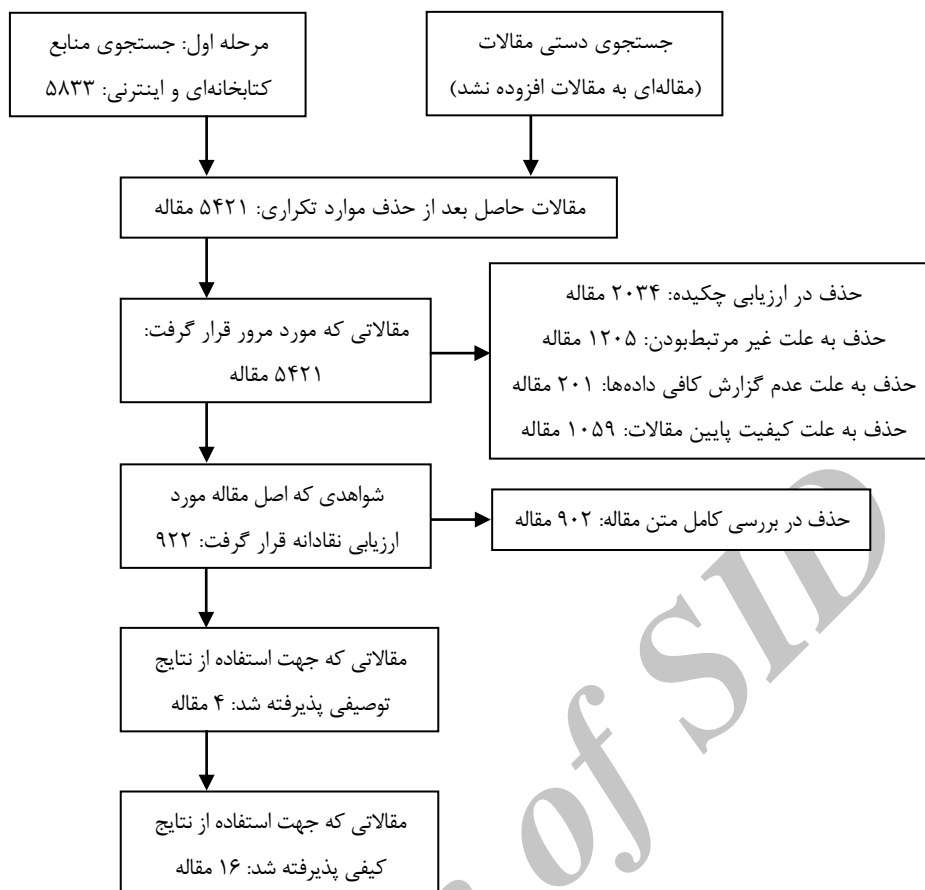 مرحله اول: جستجوی منابع
کتابخانه‌ای و اینترنی: ۵۸۳۳
جستجوی دستی مقالات
(مقاله‌ای به مقالات افزوده نشد)
مقالات حاصل بعد از حذف موارد تکراری: ۵۴۲۱ مقاله
مقالاتی که مورد مرور قرار گرفت:
۵۴۲۱ مقاله
حذف در ارزیابی چکیده: ۲۰۳۴ مقاله
حذف به علت غیر مرتبط‌بودن: ۱۲۰۵ مقاله
حذف به علت عدم گزارش کافی داده‌ها: ۲۰۱ مقاله
حذف به علت کیفیت پایین مقالات: ۱۰۵۹ مقاله
شواهدی که اصل مقاله مورد
ارزیابی نقادانه قرار گرفت: ۹۲۲
حذف در بررسی کامل متن مقاله: ۹۰۲ مقاله
مقالاتی که جهت استفاده از نتایج
توصیفی پذیرفته شد: ۴ مقاله
مقالاتی که جهت استفاده از نتایج
کیفی پذیرفته شد: ۱۶ مقاله
of SID